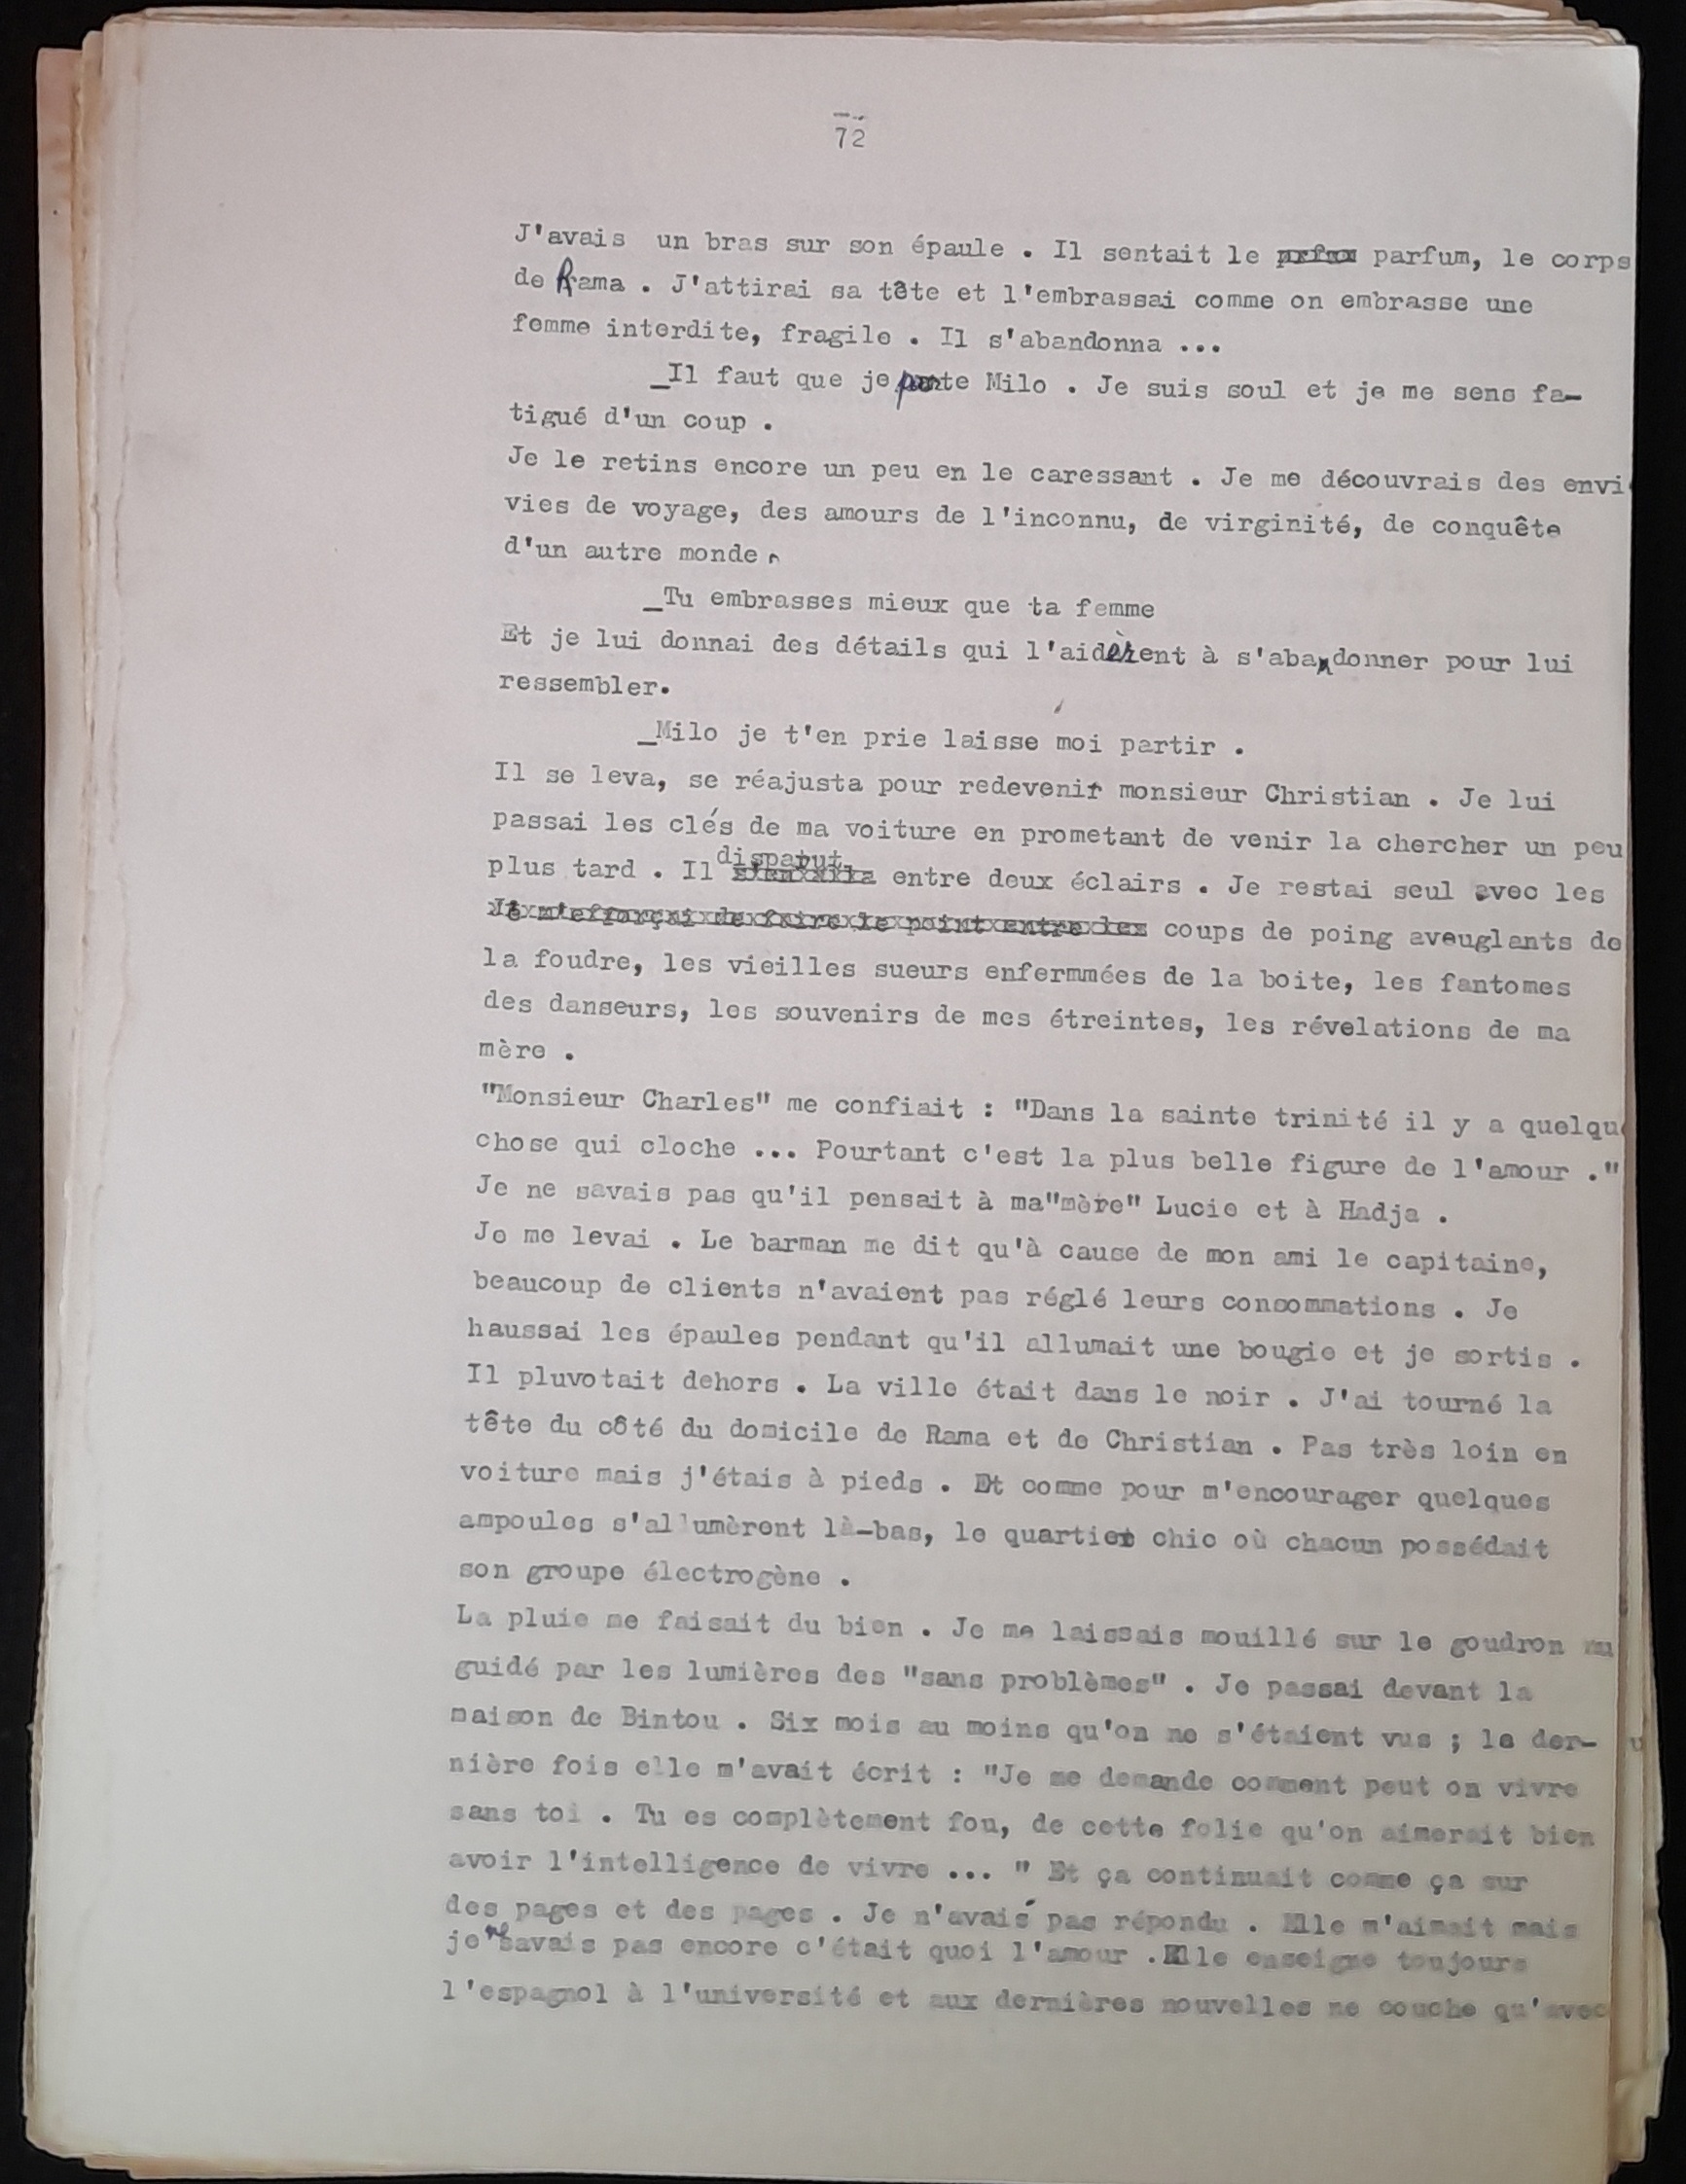 72
J'avais un bras sur son épaule . Il sentait le parfum, le corps
de Rama . J'attirai sa tête et l'embrassai comme on embrasse une
femme interdite, fragile . Il s'abandonna ...
_Il faut que je porte Milo . Je suis soul et je me sens fa-
tigué d'un coup .
Je le retins encore un peu en le caressant . Je me découvrais des envi
vies de voyage, des amours de l'inconnu, de virginité, de conquête
d'un autre monde .
_Tu embrasses mieux que ta femme
Et je lui donnai des détails qui l'aidèrent à s'abandonner pour lui
ressembler.
_Milo je t'en prie laisse moi partir .
Il se leva, se réajusta pour redevenir monsieur Christian . Je lui
passai les clés de ma voiture en prometant de venir la chercher un peu
plus tard . Il disparut entre deux éclairs . Je restai seul avec les
Je m'efforçai de faire le point entre les coups de poing aveuglants de
la foudre, les vieilles sueurs enfermmées de la boite, les fantomes
des danseurs, les souvenirs de mes étreintes, les révelations de ma
mère .
"Monsieur Charles" me confiait : "Dans la sainte trinité il y a quelque
chose qui cloche ... Pourtant c'est la plus belle figure de l'amour ."
Je ne savais pas qu'il pensait à ma"mère" Lucie et à Hadja .
Je me levai . Le barman me dit qu'à cause de mon ami le capitaine,
beaucoup de clients n'avaient pas réglé leurs consommations . Je
haussai les épaules pendant qu'il allumait une bougie et je sortis .
Il pluvotait dehors . La ville était dans le noir . J'ai tourné la
tête du côté du domicile de Rama et de Christian . Pas très loin en
voiture mais j'étais à pieds . Et comme pour m'encourager quelques
ampoules s'allumèrent là-bas, le quartier chic où chacun possédait
son groupe électrogène .
La pluie me faisait du bien . Je me laissais mouillé sur le goudron nu
guidé par les lumières des "sans problèmes" . Je passai devant la
maison de Bintou . Six mois au moins qu'on ne s'étaient vus ; la der-
nière fois elle m'avait écrit : "Je me demande comment peut on vivre
sans toi . Tu es complètement fou, de cette folie qu'on aimerait bien
avoir l'intelligence de vivre ... " Et ça continuait comme ça sur
des pages et des pages . Je n'avais pas répondu . Elle m'aimait mais
je ne savais pas encore c'était quoi l'amour .Elle enseigne toujours
l'espagnol à l'université et aux dernières nouvelles ne couche qu'avec